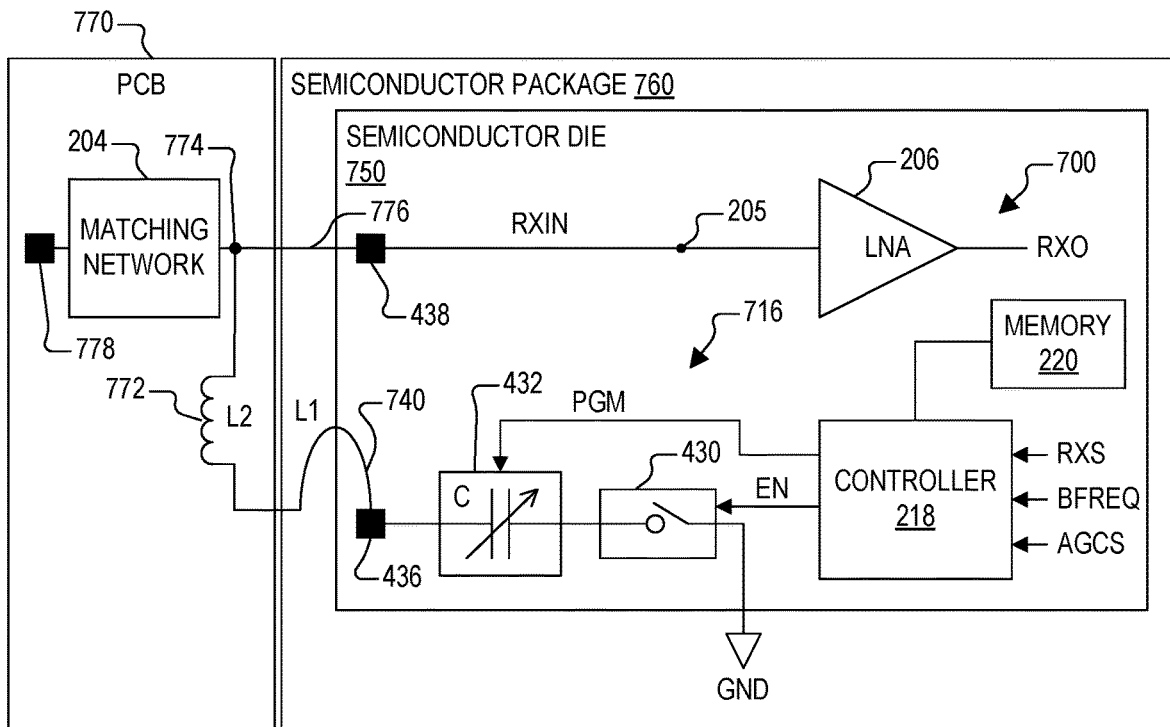 770
PCB
SEMICONDUCTOR PACKAGE 760
SEMICONDUCTOR DIE
750
204
774
206
700
MATCHING
NETWORK
776
RXIN
205
LNA
RXO
778
438
716
MEMORY
220
772
L2
L1
740
432
PGM
430
C
EN
CONTROLLER
218
RXS
BFREQ
AGCS
436
GND